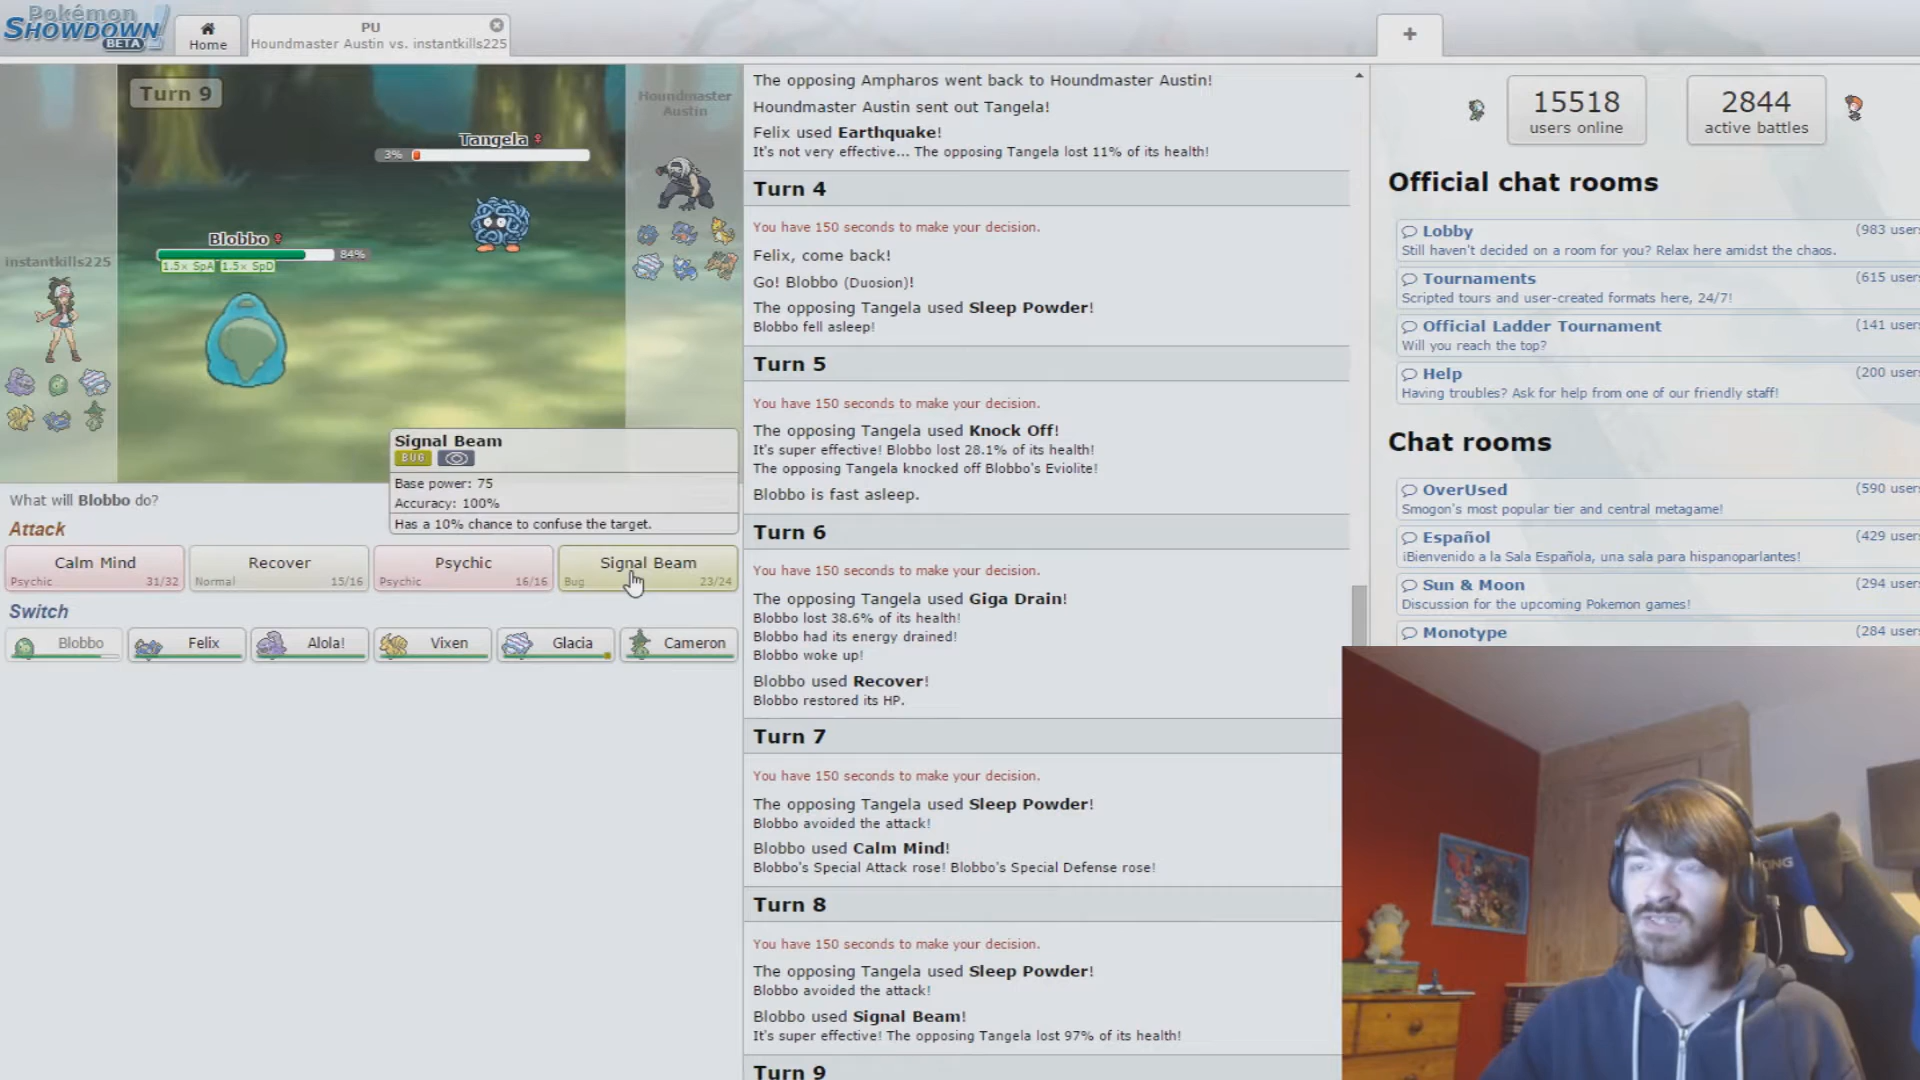 Pokémon
SHOWDOWN!
BETA
Home
PU
Houndmaster Austin vs. instantkills225
+
Turn 9
Houndmaster
Austin
Tangela
3%
Blobbo
84%
1.5× SpA 1.5× SpD
instantkills225
Signal Beam
BUG
Base power: 75
Accuracy: 100%
Has a 10% chance to confuse the target.
What will Blobbo do?
Attack
Calm Mind
Psychic 31/32
Recover
Normal 15/16
Psychic
Psychic 16/16
Signal Beam
Bug 23/24
Switch
Blobbo
Felix
Alola!
Vixen
Glacia
Cameron
The opposing Ampharos went back to Houndmaster Austin!
Houndmaster Austin sent out Tangela!
Felix used Earthquake!
It's not very effective... The opposing Tangela lost 11% of its health!
Turn 4
You have 150 seconds to make your decision.
Felix, come back!
Go! Blobbo (Duosion)!
The opposing Tangela used Sleep Powder!
Blobbo fell asleep!
Turn 5
You have 150 seconds to make your decision.
The opposing Tangela used Knock Off!
It's super effective! Blobbo lost 28.1% of its health!
The opposing Tangela knocked off Blobbo's Eviolite!
Blobbo is fast asleep.
Turn 6
You have 150 seconds to make your decision.
The opposing Tangela used Giga Drain!
Blobbo lost 38.6% of its health!
Blobbo had its energy drained!
Blobbo woke up!
Blobbo used Recover!
Blobbo restored its HP.
Turn 7
You have 150 seconds to make your decision.
The opposing Tangela used Sleep Powder!
Blobbo avoided the attack!
Blobbo used Calm Mind!
Blobbo's Special Attack rose! Blobbo's Special Defense rose!
Turn 8
You have 150 seconds to make your decision.
The opposing Tangela used Sleep Powder!
Blobbo avoided the attack!
Blobbo used Signal Beam!
It's super effective! The opposing Tangela lost 97% of its health!
Turn 9
15518
users online
2844
active battles
Official chat rooms
Lobby (983 users
Still haven't decided on a room for you? Relax here amidst the chaos.
Tournaments (615 users
Scripted tours and user-created formats here, 24/7!
Official Ladder Tournament (141 users
Will you reach the top?
Help (200 users
Having troubles? Ask for help from one of our friendly staff!
Chat rooms
OverUsed (590 users
Smogon's most popular tier and central metagame!
Español (429 users
¡Bienvenido a la Sala Española, una sala para hispanoparlantes!
Sun & Moon (294 users
Discussion for the upcoming Pokemon games!
Monotype (284 users